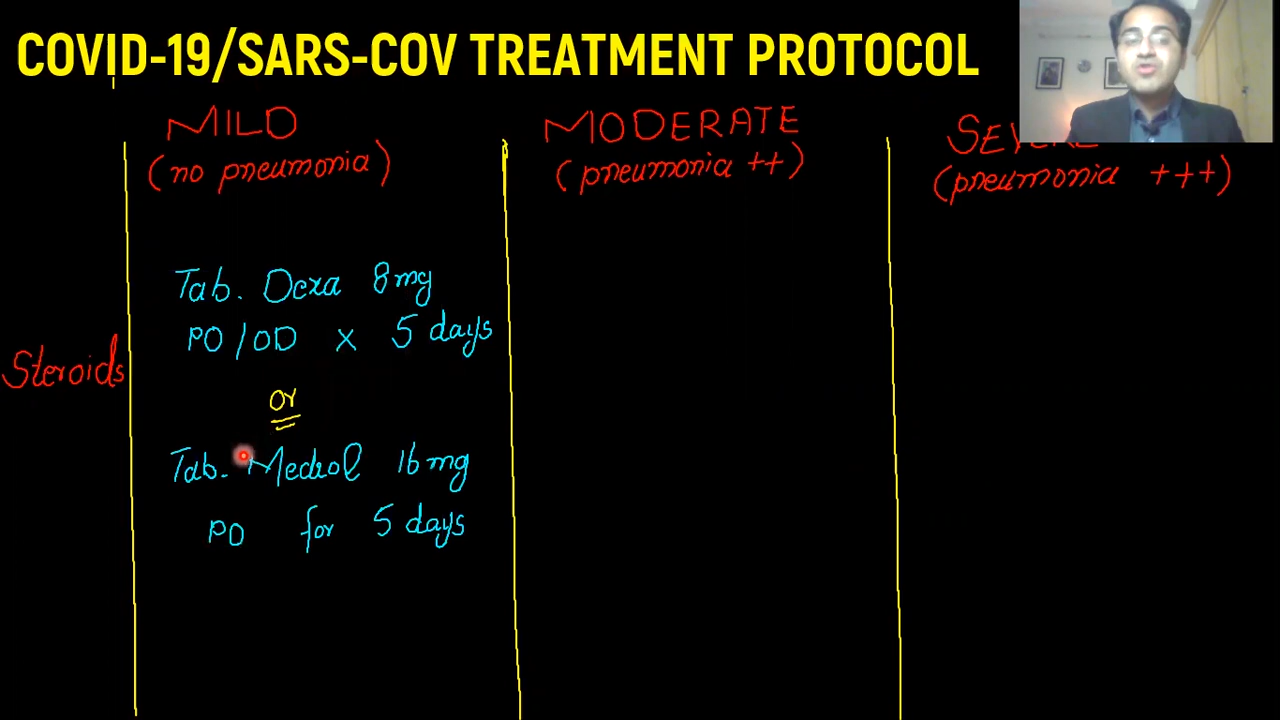 COVID-19/SARS-COV TREATMENT PROTOCOL
MILD
(no pneumonia)
MODERATE
(pneumonia ++)
SEVERE
(pneumonia +++)
Steroids
Tab. Dexa 8mg
PO/OD x 5 days
or
Tab. Medrol 16mg
PO for 5 days